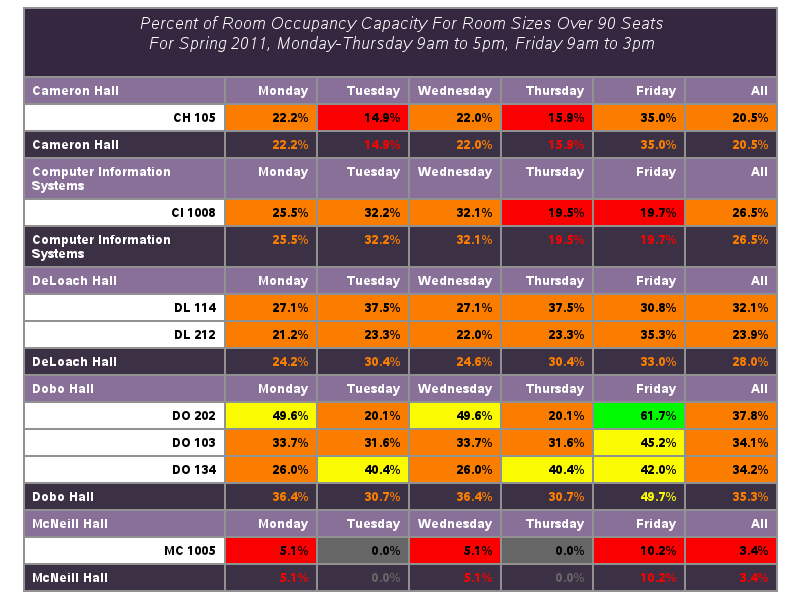 Percent of Room Occupancy Capacity For Room Sizes Over 90 Seats
For Spring 2011, Monday-Thursday 9am to 5pm, Friday 9am to 3pm
Cameron Hall Monday Tuesday Wednesday Thursday Friday All
CH 105 22.2% 14.9% 22.0% 15.9% 35.0% 20.5%
Cameron Hall 22.2% 14.9% 22.0% 15.9% 35.0% 20.5%
Computer Information Monday Tuesday Wednesday Thursday Friday All
Systems
CI 1008 25.5% 32.2% 32.1% 19.5% 19.7% 26.5%
Computer Information 25.5% 32.2% 32.1% 19.5% 19.7% 26.5%
Systems
DeLoach Hall Monday Tuesday Wednesday Thursday Friday All
DL 114 27.1% 37.5% 27.1% 37.5% 30.8% 32.1%
DL 212 21.2% 23.3% 22.0% 23.3% 35.3% 23.9%
DeLoach Hall 24.2% 30.4% 24.6% 30.4% 33.0% 28.0%
Dobo Hall Monday Tuesday Wednesday Thursday Friday All
DO 202 49.6% 20.1% 49.6% 20.1% 61.7% 37.8%
DO 103 33.7% 31.6% 33.7% 31.6% 45.2% 34.1%
DO 134 26.0% 40.4% 26.0% 40.4% 42.0% 34.2%
Dobo Hall 36.4% 30.7% 36.4% 30.7% 49.7% 35.3%
McNeill Hall Monday Tuesday Wednesday Thursday Friday All
MC 1005 5.1% 0.0% 5.1% 0.0% 10.2% 3.4%
McNeill Hall 5.1% 0.0% 5.1% 0.0% 10.2% 3.4%